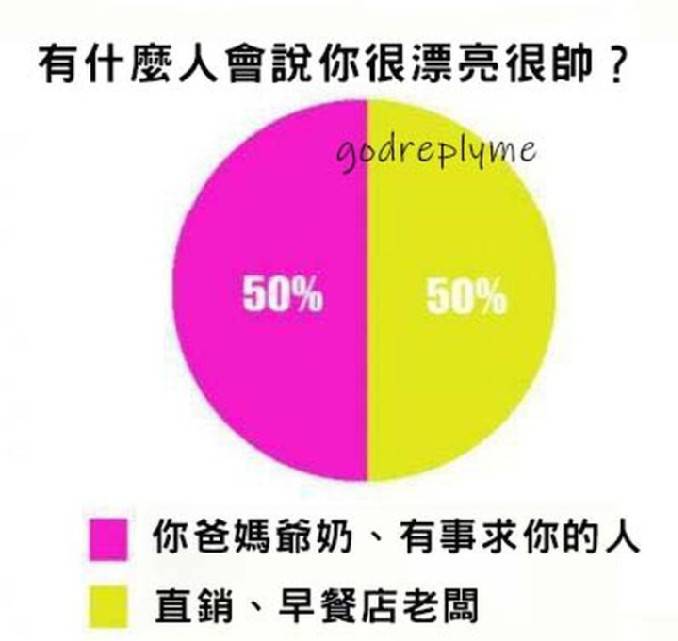 有什麼人會說你很漂亮很帥？
godreplyme
50% 50%
你爸媽爺奶、有事求你的人
直銷、早餐店老闆